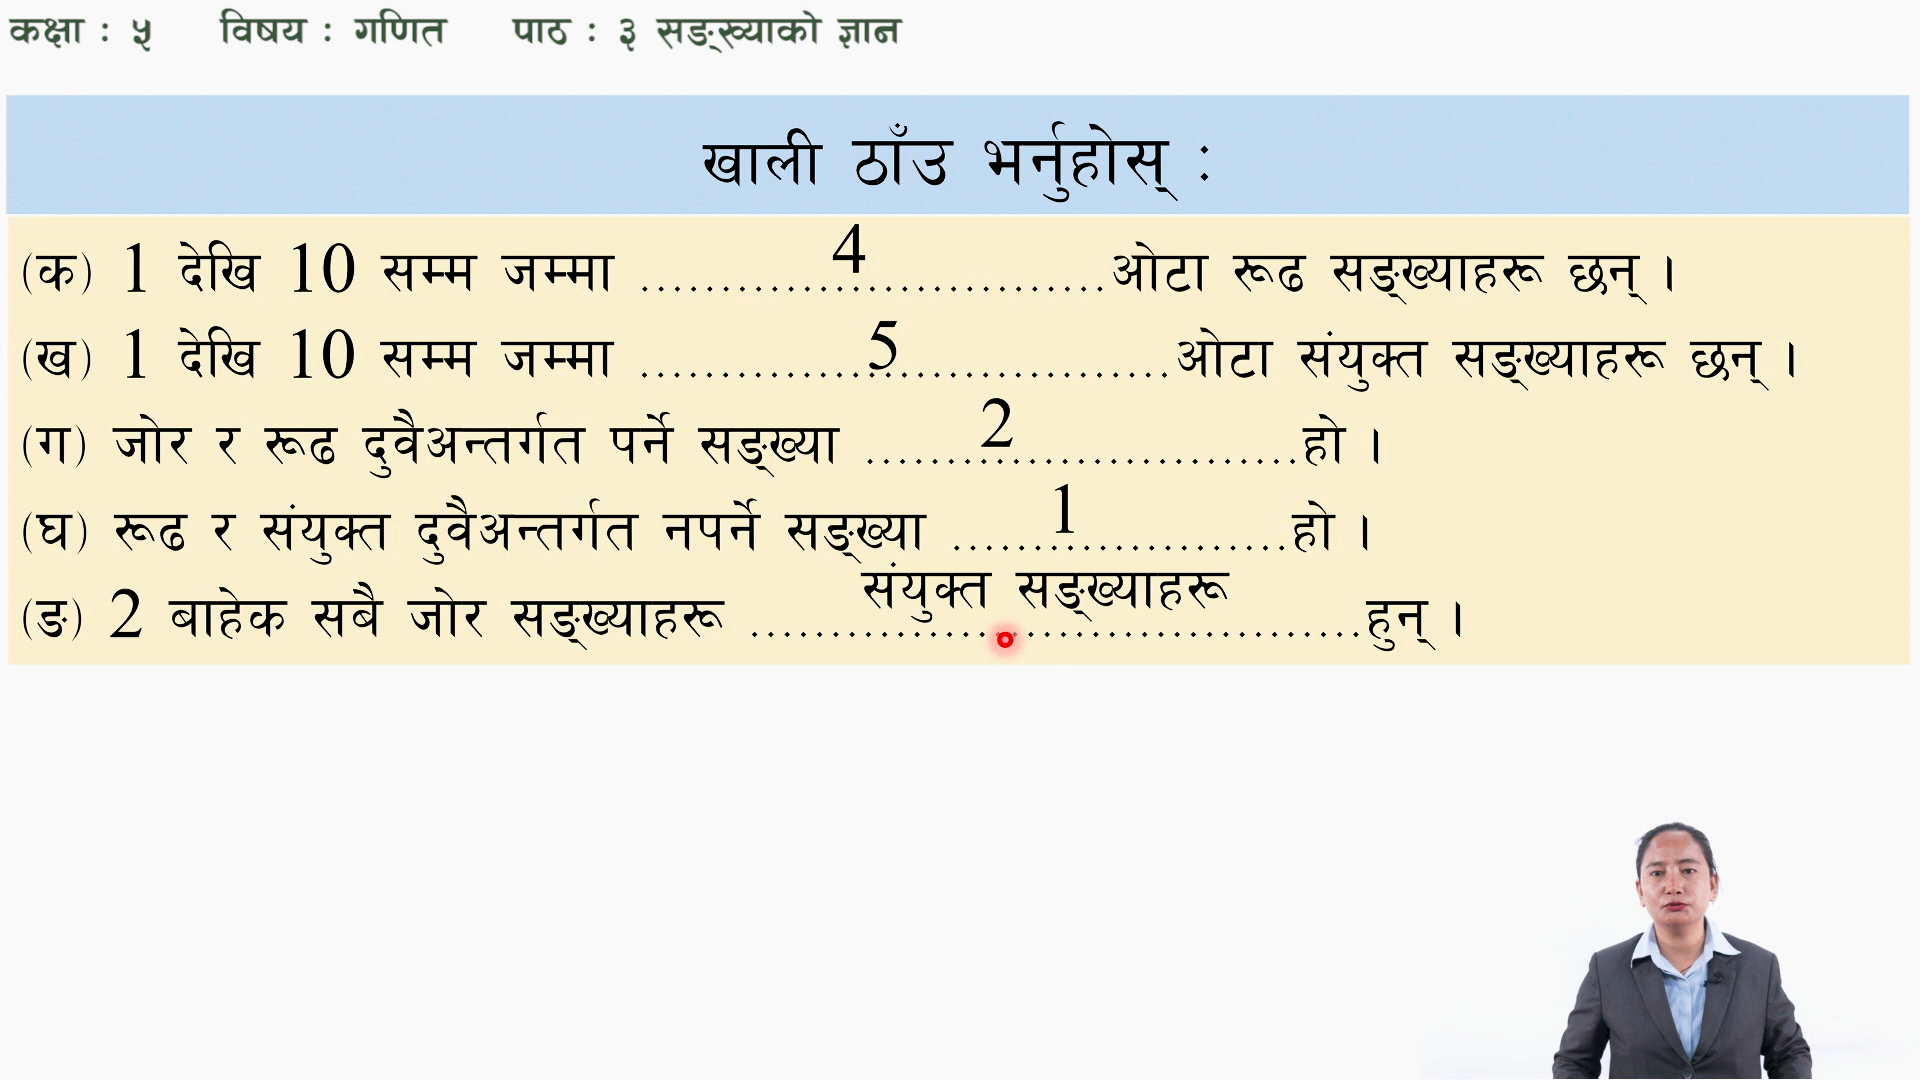 कक्षा : ५ विषय : गणित पाठ : ३ सङ्ख्याको ज्ञान
खाली ठाँउ भर्नुहोस् :
(क) 1 देखि 10 सम्म जम्मा .............4................ओटा रूढ सङ्ख्याहरू छन् ।
(ख) 1 देखि 10 सम्म जम्मा ...............5..................ओटा संयुक्त सङ्ख्याहरू छन् ।
(ग) जोर र रूढ दुवैअन्तर्गत पर्ने सङ्ख्या ........2...................हो ।
(घ) रूढ र संयुक्त दुवैअन्तर्गत नपर्ने सङ्ख्या .......1..............हो ।
(ङ) 2 बाहेक सबै जोर सङ्ख्याहरू .......संयुक्त सङ्ख्याहरू........हुन् ।